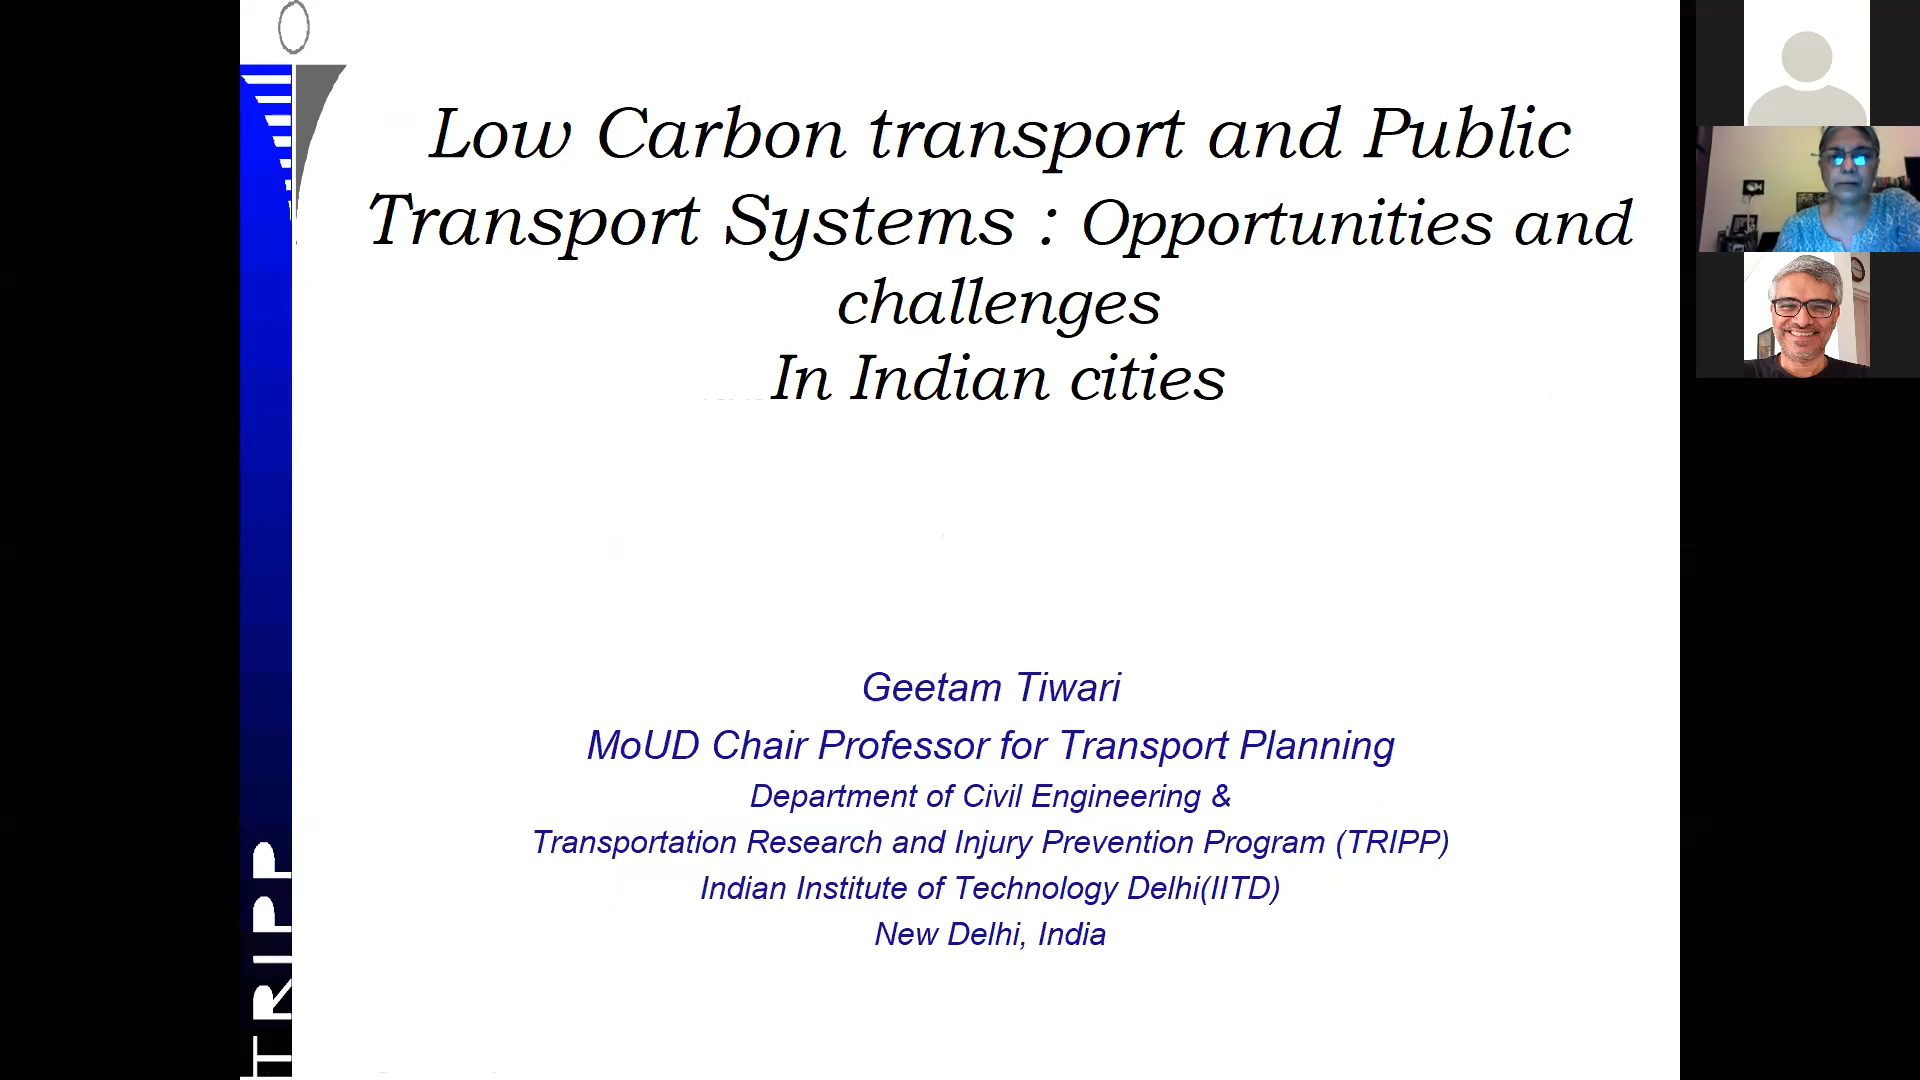 Low Carbon transport and Public
Transport Systems : Opportunities and
challenges
In Indian cities
Geetam Tiwari
MoUD Chair Professor for Transport Planning
Department of Civil Engineering &
Transportation Research and Injury Prevention Program (TRIPP)
Indian Institute of Technology Delhi(IITD)
New Delhi, India
TRIPP